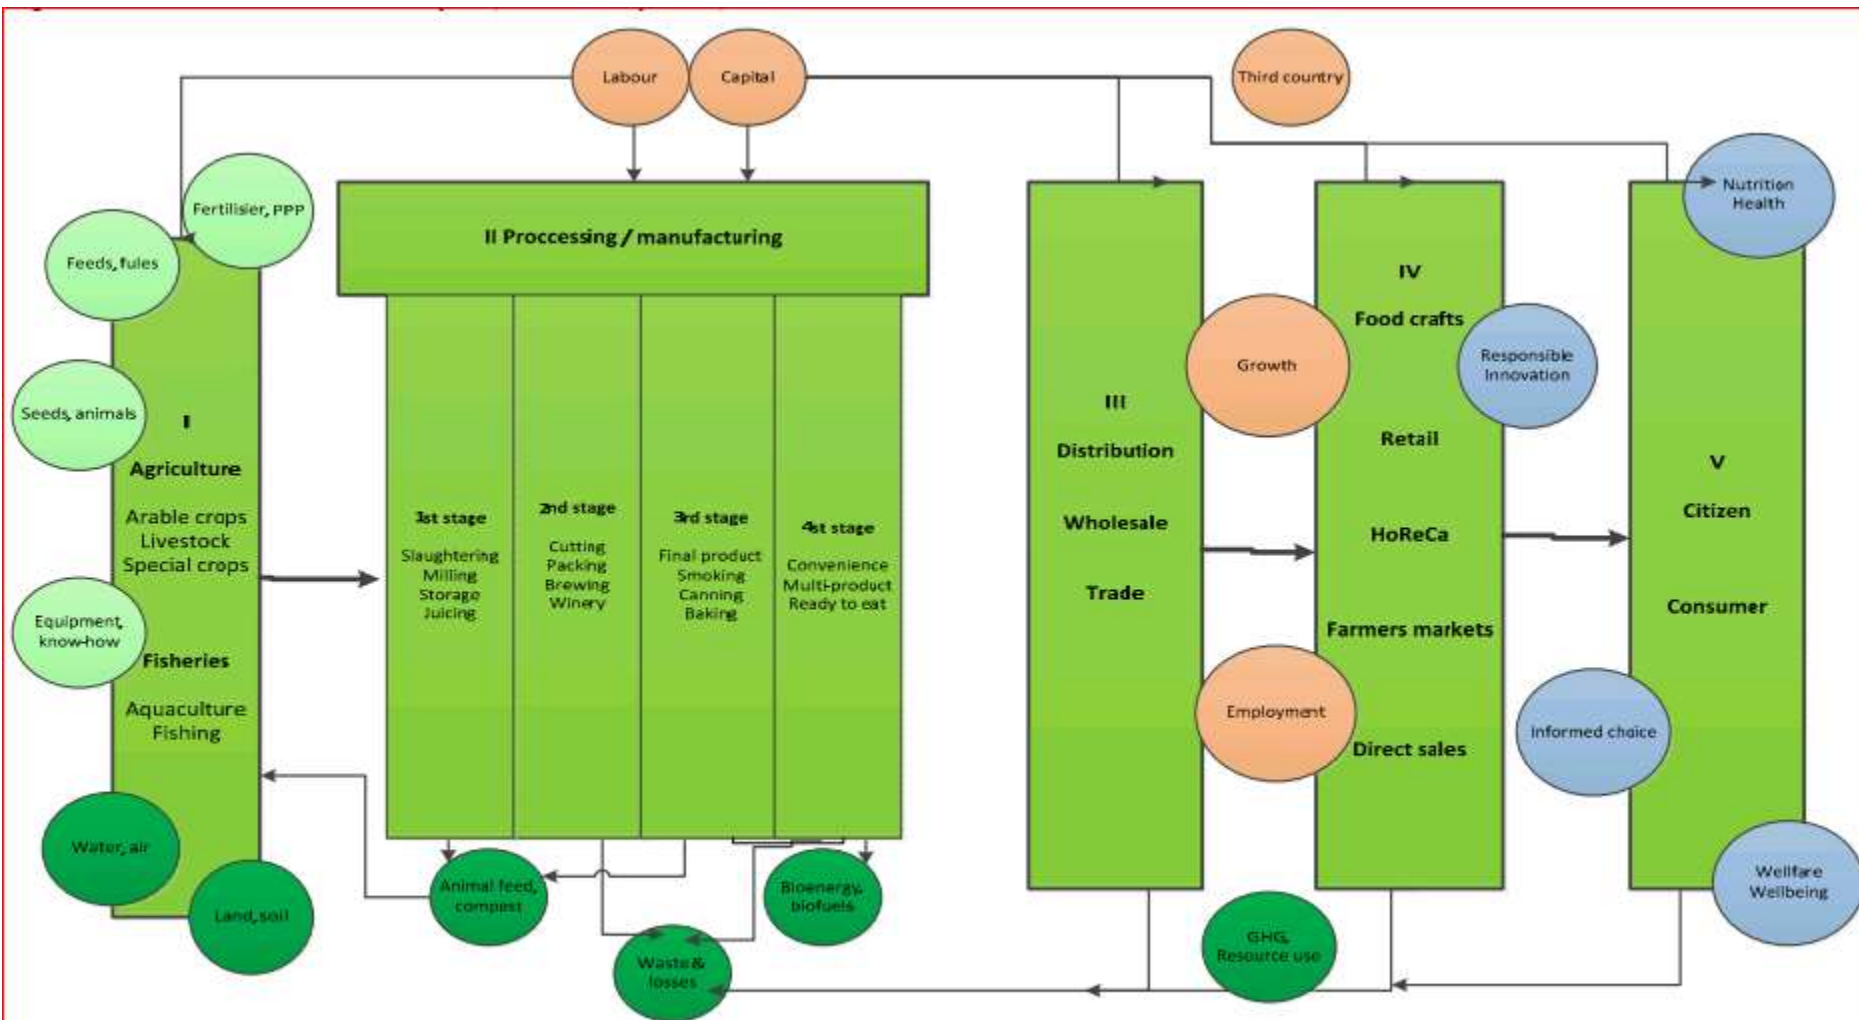 Labour
Capital
Third country
Fertilisier, PPP
Feeds, fules
Seeds, animals
Equipment,
know-how
Water, air
Land, soil
I
Agriculture
Arable crops
Livestock
Special crops
Fisheries
Aquaculture
Fishing
II Proccessing / manufacturing
1st stage
Slaughtering
Milling
Storage
Juicing
2nd stage
Cutting
Packing
Brewing
Winery
3rd stage
Final product
Smoking
Canning
Baking
4st stage
Convenience
Multi-product
Ready to eat
Animal feed,
compost
Bioenergy,
biofuels
Waste &
losses
III
Distribution
Wholesale
Trade
Growth
Employment
GHG,
Resource use
IV
Food crafts
Retail
HoReCa
Farmers markets
Direct sales
Responsible
Innovation
Informed choice
Nutrition
Health
V
Citizen
Consumer
Wellfare
Wellbeing